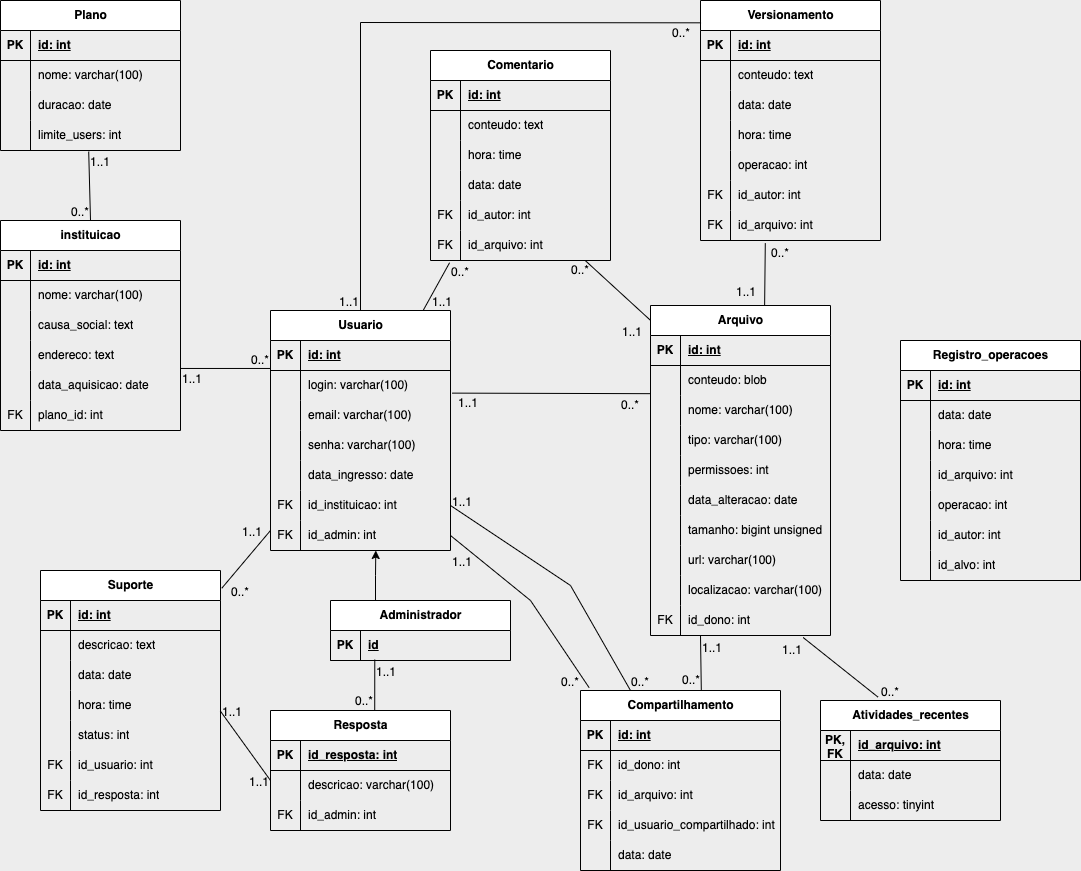 Plano
PK id: int
nome: varchar(100)
duracao: date
limite_users: int
1..1
0..*
instituicao
PK id: int
nome: varchar(100)
causa_social: text
endereco: text
data_aquisicao: date
FK plano_id: int
1..1
0..*
Comentario
PK id: int
conteudo: text
hora: time
data: date
FK id_autor: int
FK id_arquivo: int
0..*
0..*
1..1
1..1
1..1
0..*
Versionamento
PK id: int
conteudo: text
data: date
hora: time
operacao: int
FK id_autor: int
FK id_arquivo: int
0..*
1..1
Usuario
PK id: int
login: varchar(100)
email: varchar(100)
senha: varchar(100)
data_ingresso: date
FK id_instituicao: int
FK id_admin: int
1..1
0..*
1..1
1..1
1..1
0..*
Arquivo
PK id: int
conteudo: blob
nome: varchar(100)
tipo: varchar(100)
permissoes: int
data_alteracao: date
tamanho: bigint unsigned
url: varchar(100)
localizacao: varchar(100)
FK id_dono: int
1..1
1..1
0..*
0..*
0..*
0..*
Registro_operacoes
PK id: int
data: date
hora: time
id_arquivo: int
operacao: int
id_autor: int
id_alvo: int
Suporte
PK id: int
descricao: text
data: date
hora: time
status: int
FK id_usuario: int
FK id_resposta: int
1..1
1..1
Administrador
PK id
1..1
0..*
Resposta
PK id_resposta: int
descricao: varchar(100)
FK id_admin: int
Compartilhamento
PK id: int
FK id_dono: int
FK id_arquivo: int
FK id_usuario_compartilhado: int
data: date
Atividades_recentes
PK, FK id_arquivo: int
data: date
acesso: tinyint